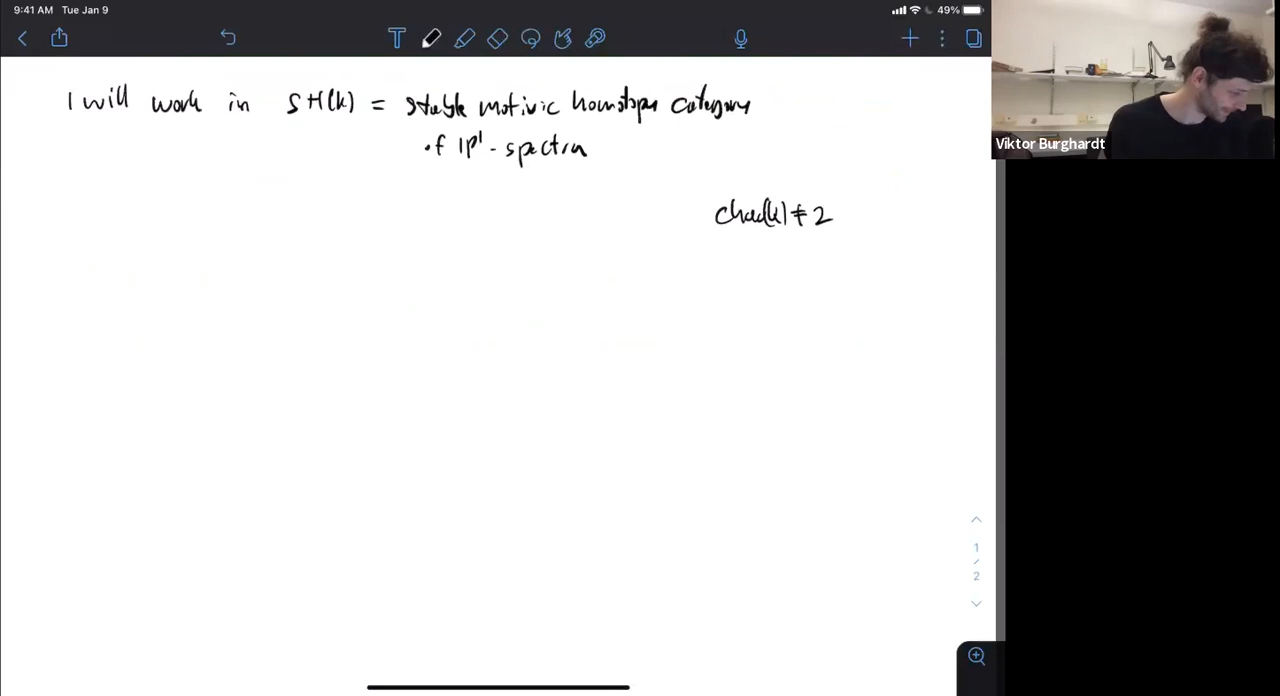 9:41 AM Tue Jan 9
49%
Viktor Burghardt
I will work in SH(k) = stable motivic homotopy category
of P¹-spectra
char(k) ≠ 2
1
/
2